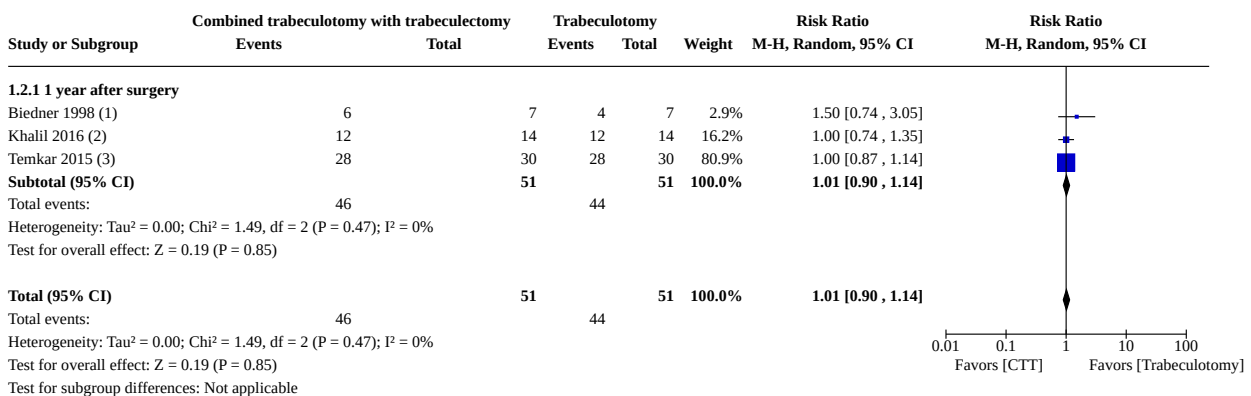 Combined trabeculotomy with trabeculectomy Trabeculotomy Risk Ratio Risk Ratio
Study or Subgroup Events Total Events Total Weight M-H, Random, 95% CI M-H, Random, 95% CI
1.2.1 1 year after surgery
Biedner 1998 (1) 6 7 4 7 2.9% 1.50 [0.74 , 3.05]
Khalil 2016 (2) 12 14 12 14 16.2% 1.00 [0.74 , 1.35]
Temkar 2015 (3) 28 30 28 30 80.9% 1.00 [0.87 , 1.14]
Subtotal (95% CI) 51 51 100.0% 1.01 [0.90 , 1.14]
Total events: 46 44
Heterogeneity: Tau² = 0.00; Chi² = 1.49, df = 2 (P = 0.47); I² = 0%
Test for overall effect: Z = 0.19 (P = 0.85)
Total (95% CI) 51 51 100.0% 1.01 [0.90 , 1.14]
Total events: 46 44
Heterogeneity: Tau² = 0.00; Chi² = 1.49, df = 2 (P = 0.47); I² = 0%
0.01 0.1 1 10 100
Test for overall effect: Z = 0.19 (P = 0.85) Favors [CTT] Favors [Trabeculotomy]
Test for subgroup differences: Not applicable